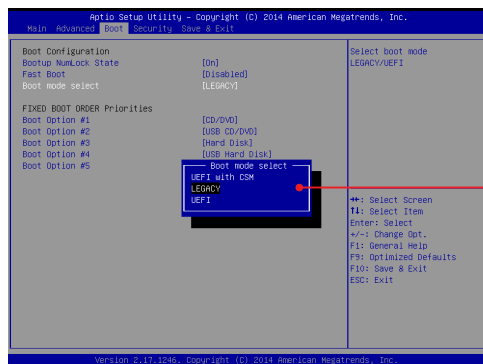 Aptio Setup Utility – Copyright (C) 2014 American Megatrends, Inc.
Main Advanced Boot Security Save & Exit
Boot Configuration
Bootup NumLock State [On]
Fast Boot [Disabled]
Boot mode select [LEGACY]
FIXED BOOT ORDER Priorities
Boot Option #1 [CD/DVD]
Boot Option #2 [USB CD/DVD]
Boot Option #3 [Hard Disk]
Boot Option #4 [USB Hard Disk]
Boot Option #5
Boot mode select
UEFI with CSM
LEGACY
UEFI
Select boot mode
LEGACY/UEFI
→←: Select Screen
↑↓: Select Item
Enter: Select
+/-: Change Opt.
F1: General Help
F9: Optimized Defaults
F10: Save & Exit
ESC: Exit
Version 2.17.1246. Copyright (C) 2014 American Megatrends, Inc.